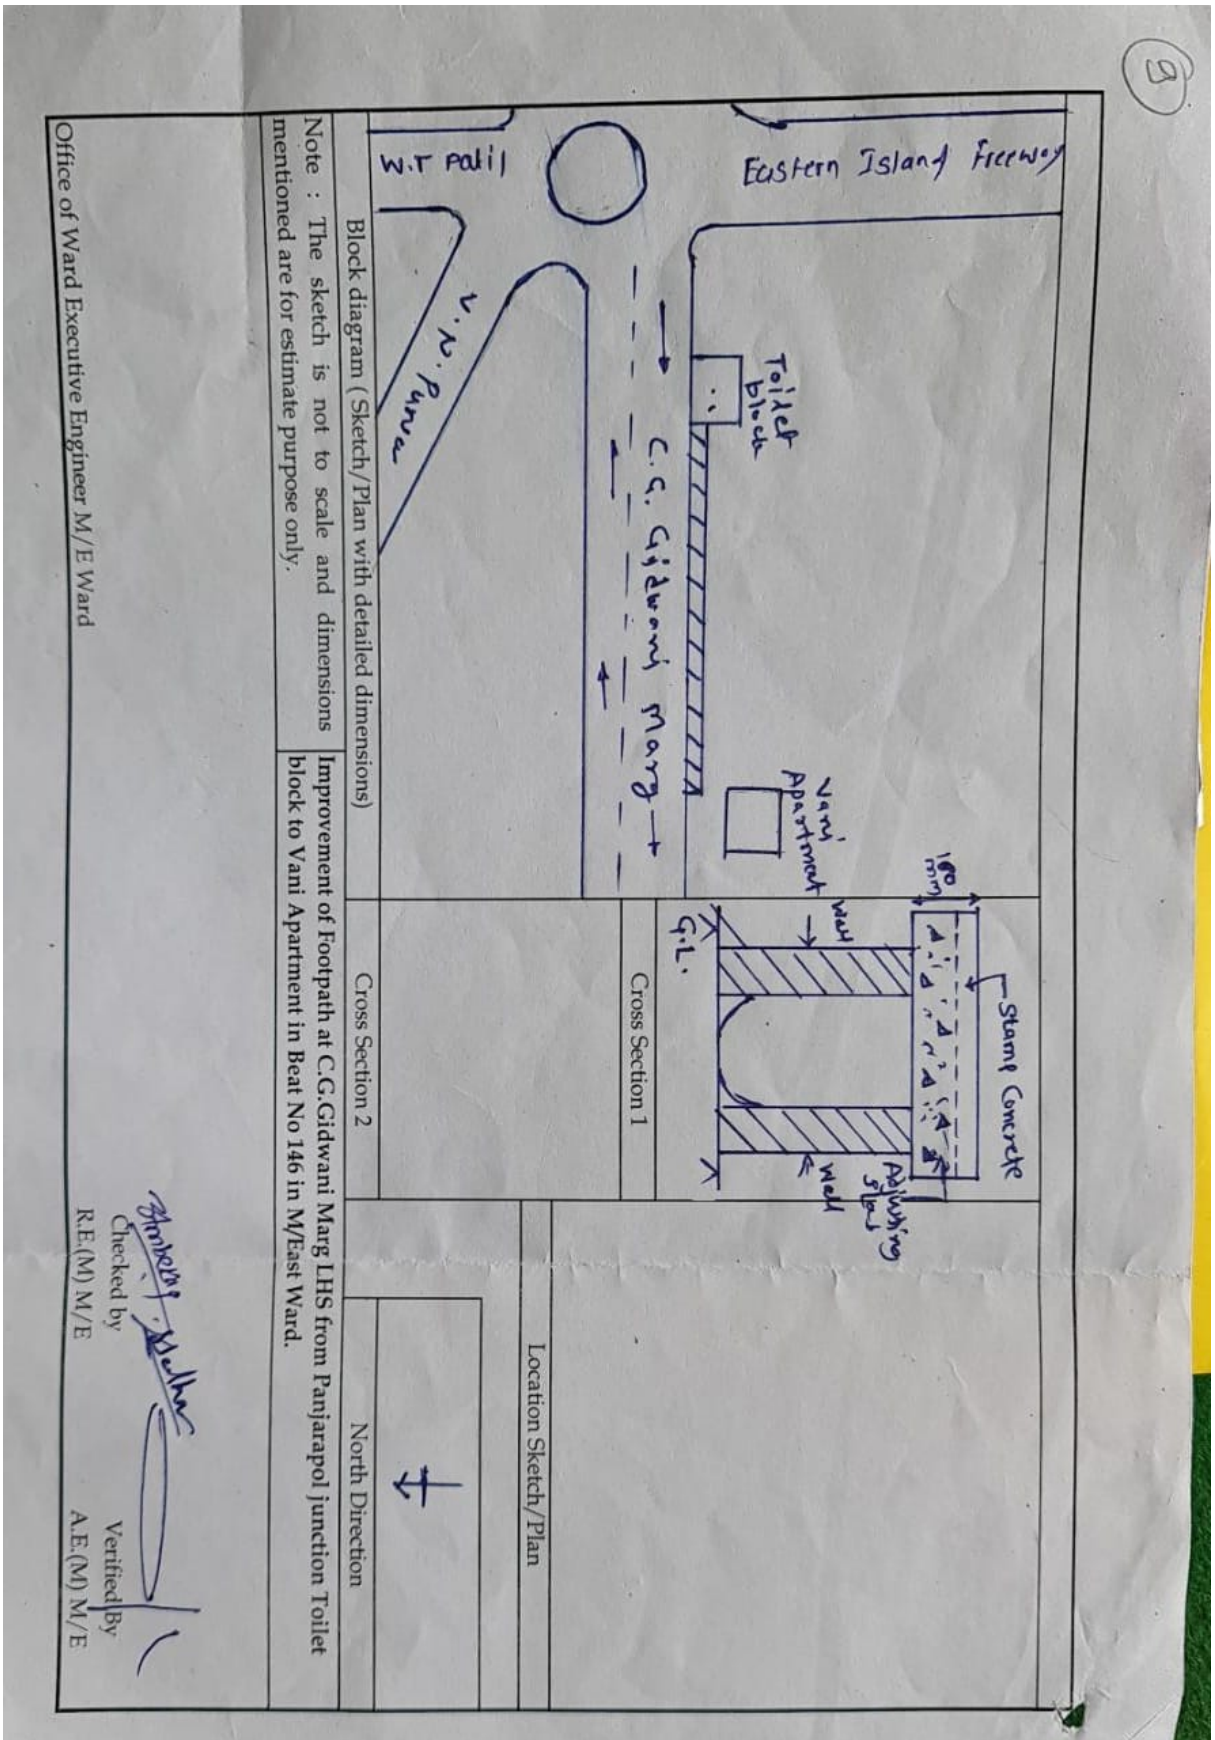 9
Eastern Island Freeway
W.T Patil
V.N. Purva
Toilet
block
C.G. Gidwani Marg
Vani
Apartment
Stamp Concrete
100
mm
Wall
Wall
Adjusting
slab
G.L.
Cross Section 1
Cross Section 2
Location Sketch/Plan
North Direction
Block diagram (Sketch/Plan with detailed dimensions)
Note : The sketch is not to scale and dimensions
mentioned are for estimate purpose only.
Improvement of Footpath at C.G.Gidwani Marg LHS from Panjarapol junction Toilet
block to Vani Apartment in Beat No 146 in M/East Ward.
Checked by
R.E.(M) M/E
Verified By
A.E.(M) M/E
Office of Ward Executive Engineer M/E Ward